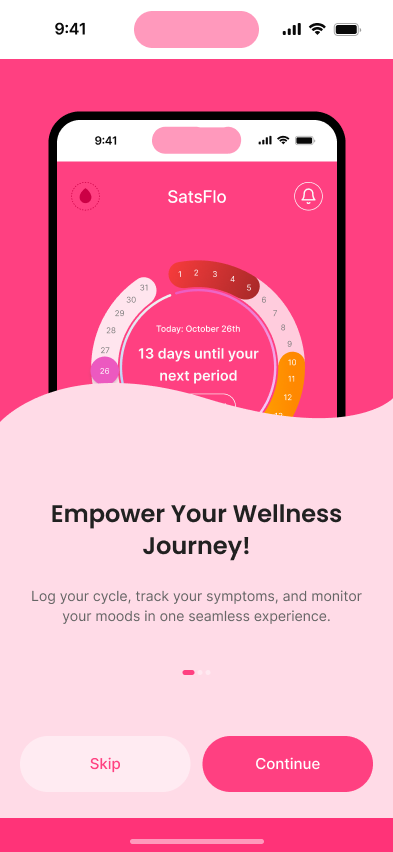 9:41
9:41
SatsFlo
1 2 3 4 5 6 7 8 9 10 11 12
31 30 29 28 27 26
Today: October 26th
13 days until your
next period
Empower Your Wellness
Journey!
Log your cycle, track your symptoms, and monitor
your moods in one seamless experience.
Skip
Continue